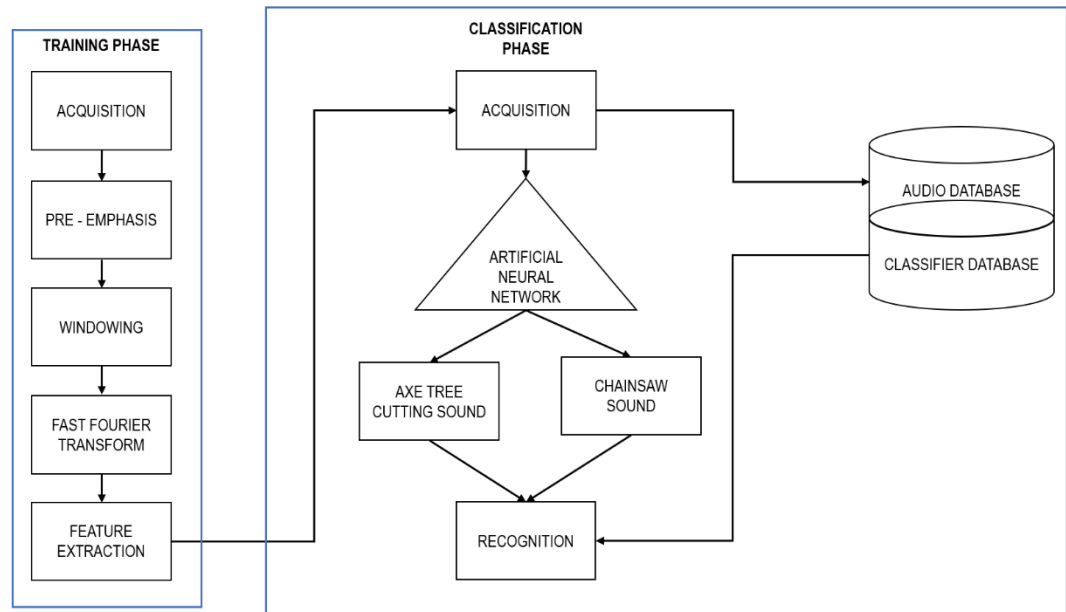 TRAINING PHASE
ACQUISITION
PRE - EMPHASIS
WINDOWING
FAST FOURIER
TRANSFORM
FEATURE
EXTRACTION
CLASSIFICATION
PHASE
ACQUISITION
ARTIFICIAL
NEURAL
NETWORK
AXE TREE
CUTTING SOUND
CHAINSAW
SOUND
RECOGNITION
AUDIO DATABASE
CLASSIFIER DATABASE